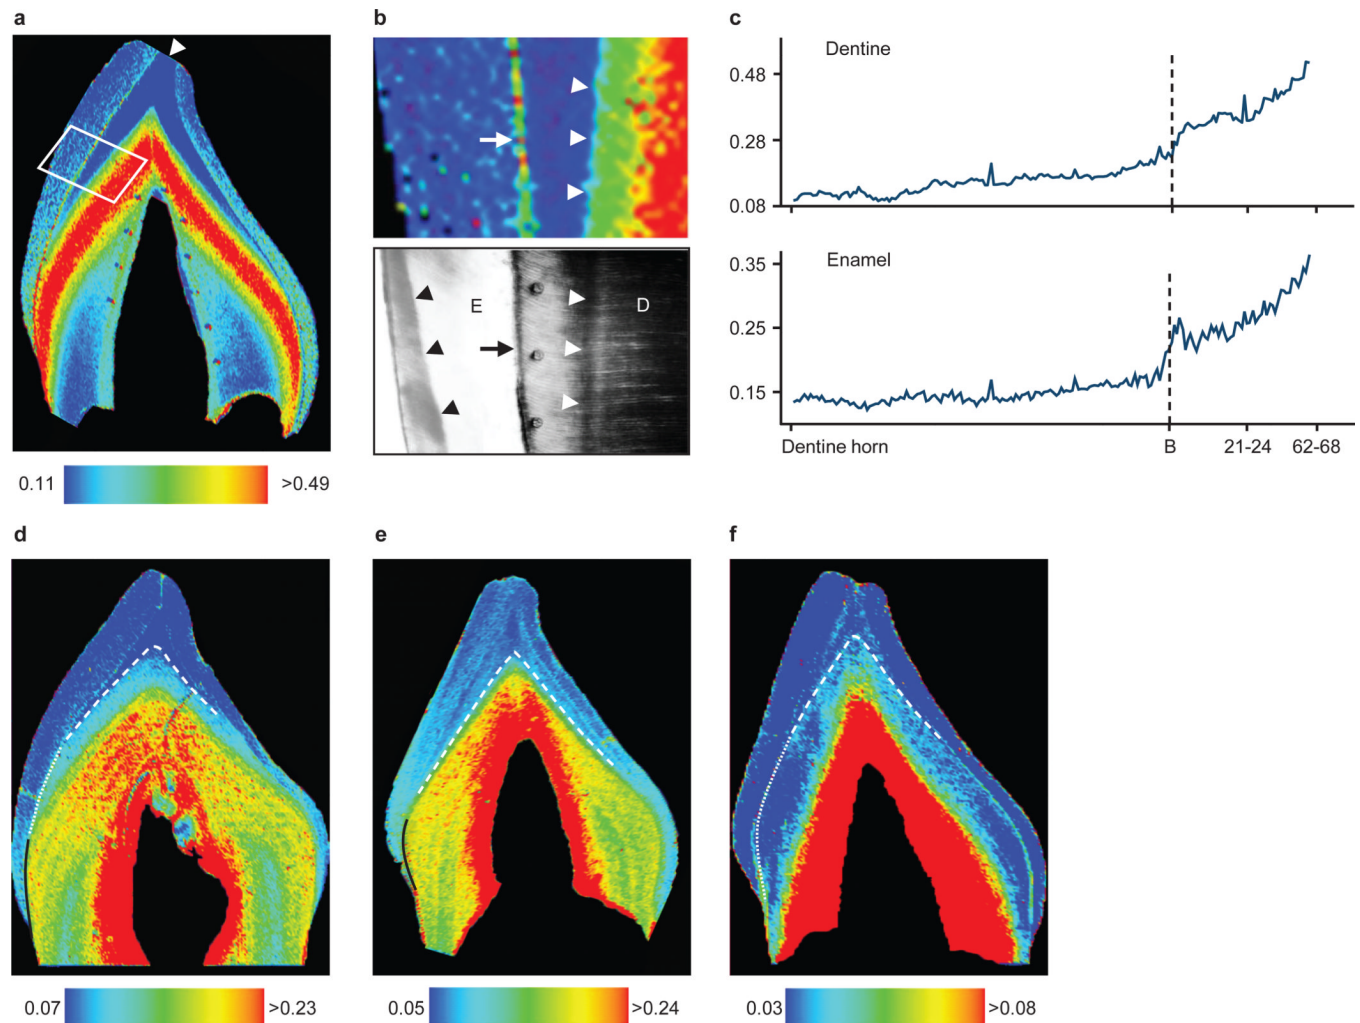 a
0.11 >0.49
b
E D
c
Dentine
0.48
0.28
0.08
Enamel
0.35
0.25
0.15
Dentine horn B 21-24 62-68
d
0.07 >0.23
e
0.05 >0.24
f
0.03 >0.08